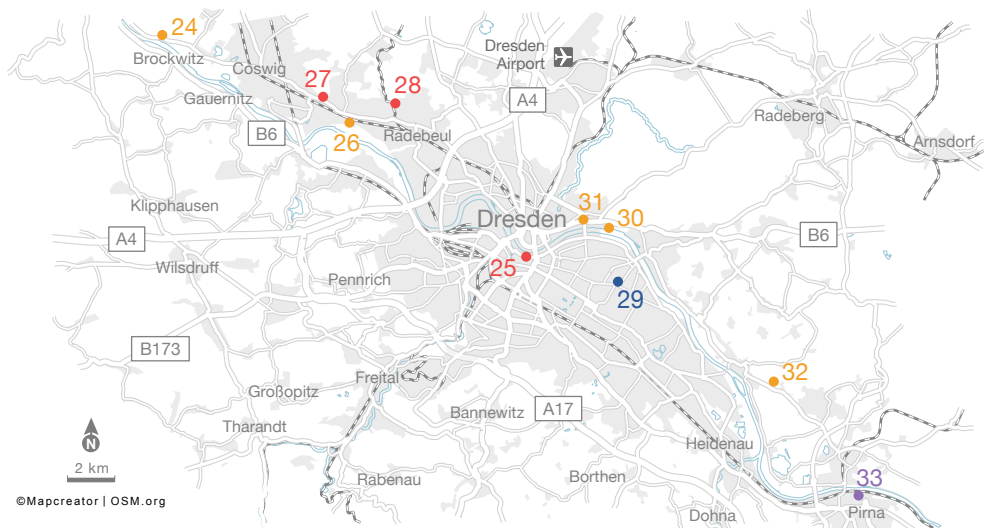 24
Brockwitz
Coswig
Dresden
Airport
27
28
Gauernitz
A4
Radeberg
B6
26
Radebeul
Arnsdorf
Klipphausen
31
30
Dresden
A4
B6
Wilsdruff
25
Pennrich
29
B173
32
Freital
Großopitz
Bannewitz
A17
Tharandt
N
Heidenau
2 km
Rabenau
Borthen
33
©Mapcreator | OSM.org
Dohna
Pirna